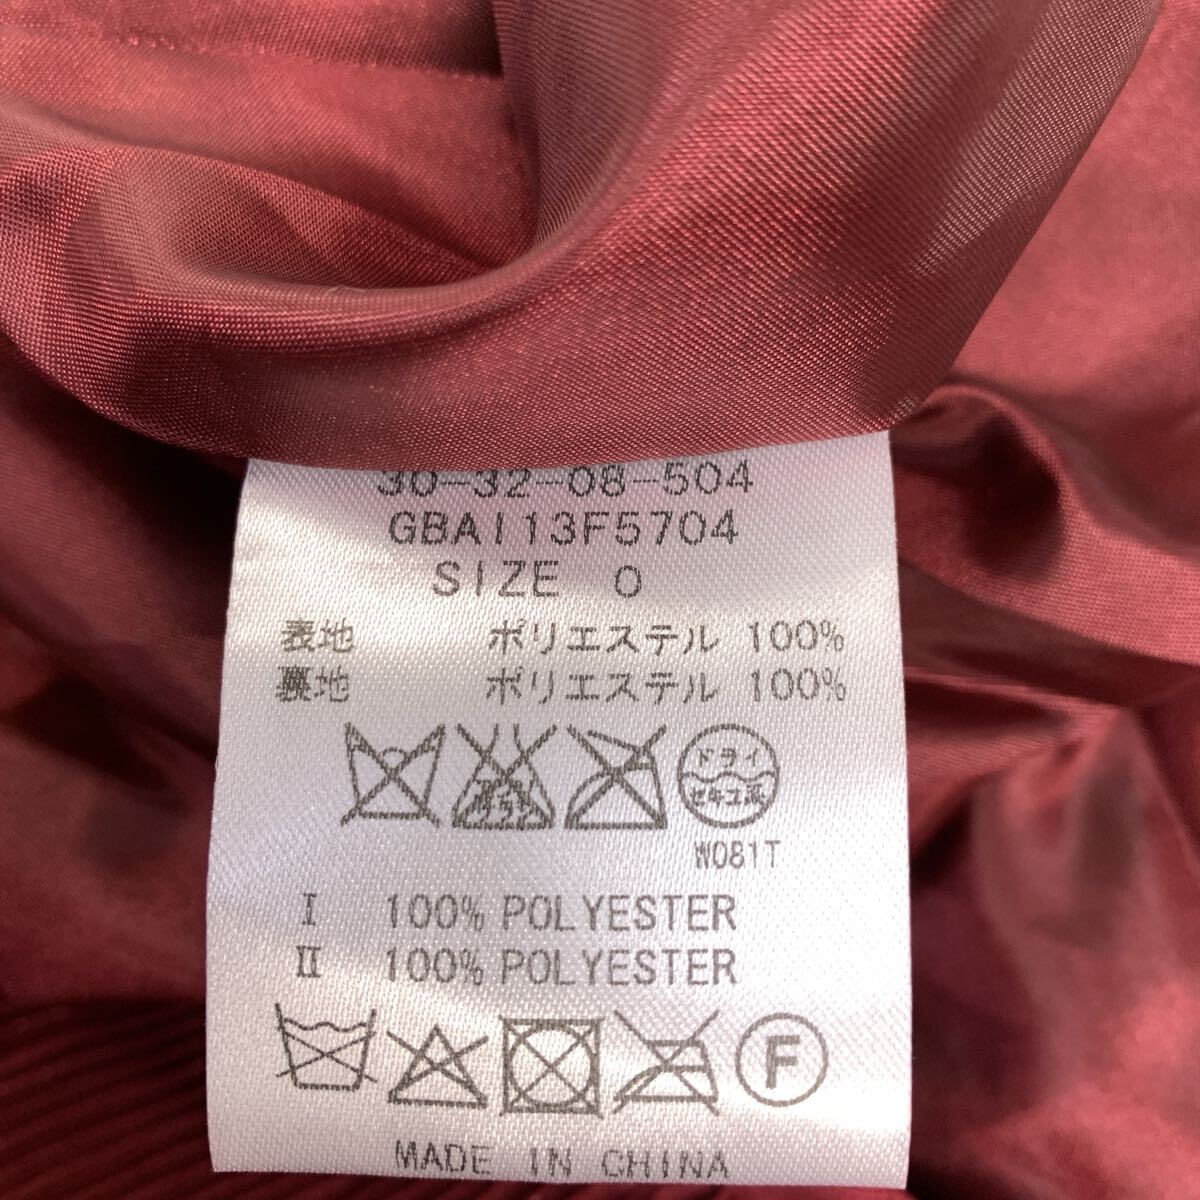 30-32-08-504
GBA113F5704
SIZE 0
表地 ポリエステル 100%
裏地 ポリエステル 100%
ドライ
セキユ系
W081T
Ⅰ 100% POLYESTER
Ⅱ 100% POLYESTER
F
MADE IN CHINA